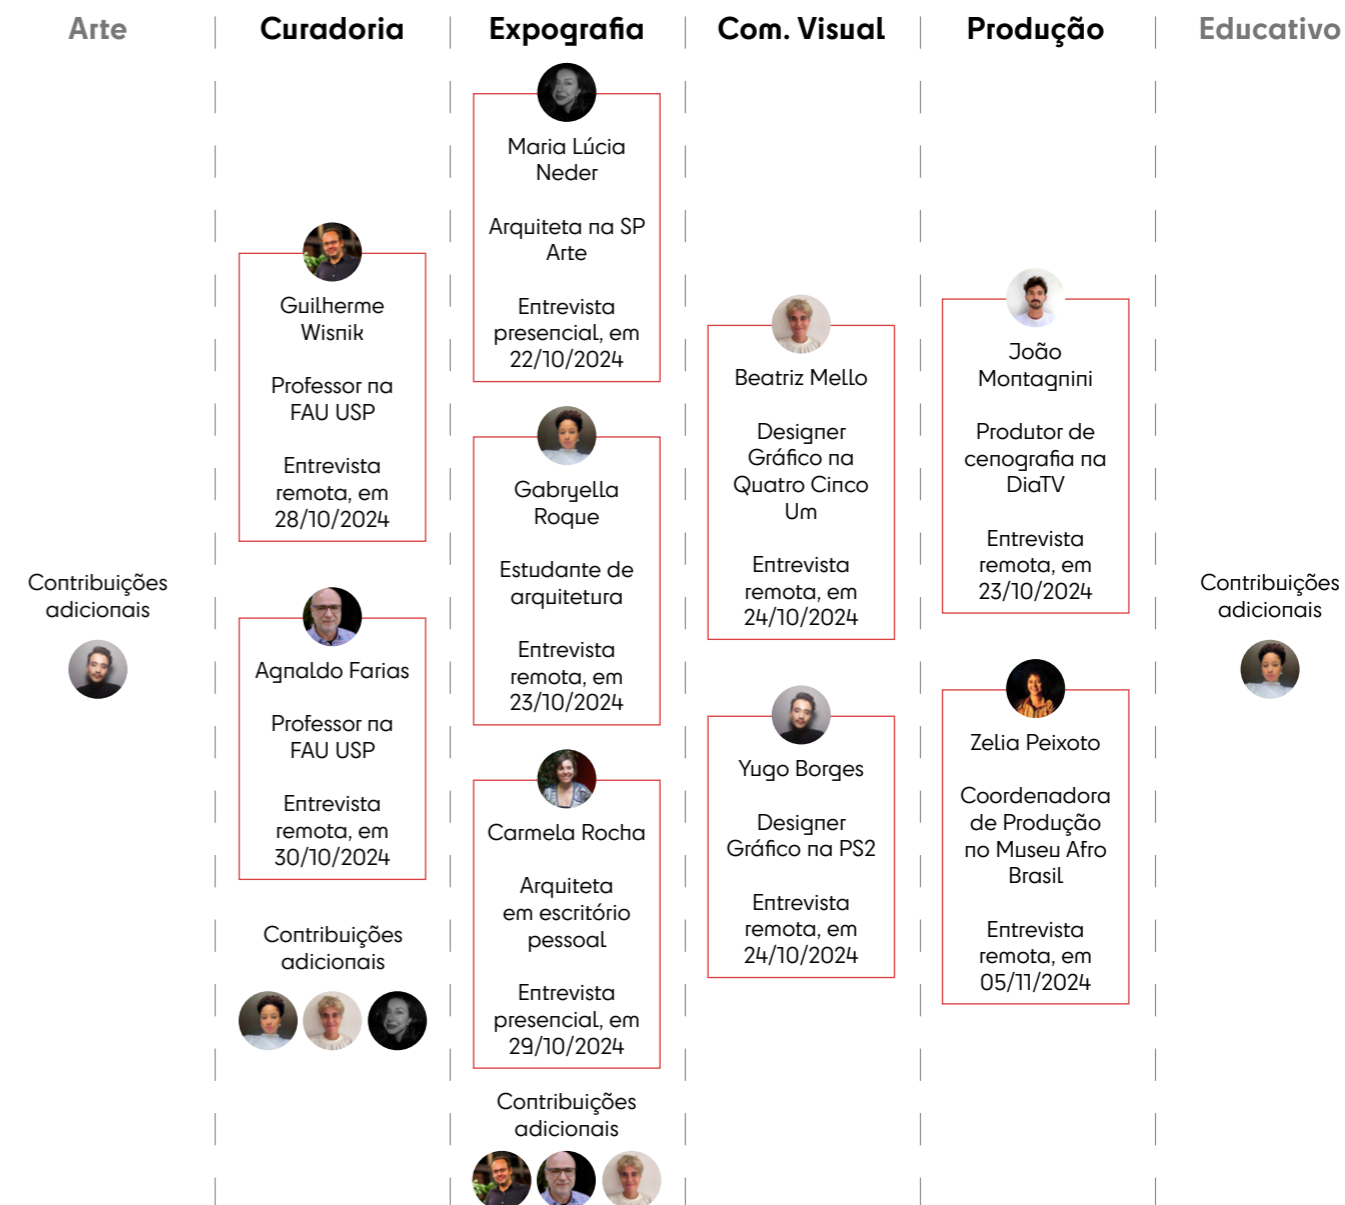 Arte
Curadoria
Expografia
Com. Visual
Produção
Educativo
Contribuições
adicionais
Guilherme
Wisnik
Professor na
FAU USP
Entrevista
remota, em
28/10/2024
Agnaldo Farias
Professor na
FAU USP
Entrevista
remota, em
30/10/2024
Contribuições
adicionais
Maria Lúcia
Neder
Arquiteta na SP
Arte
Entrevista
presencial, em
22/10/2024
Gabryella
Roque
Estudante de
arquitetura
Entrevista
remota, em
23/10/2024
Carmela Rocha
Arquiteta
em escritório
pessoal
Entrevista
presencial, em
29/10/2024
Contribuições
adicionais
Beatriz Mello
Designer
Gráfico na
Quatro Cinco
Um
Entrevista
remota, em
24/10/2024
Yugo Borges
Designer
Gráfico na PS2
Entrevista
remota, em
24/10/2024
João
Montagnini
Produtor de
cenografia na
DiaTV
Entrevista
remota, em
23/10/2024
Zelia Peixoto
Coordenadora
de Produção
no Museu Afro
Brasil
Entrevista
remota, em
05/11/2024
Contribuições
adicionais